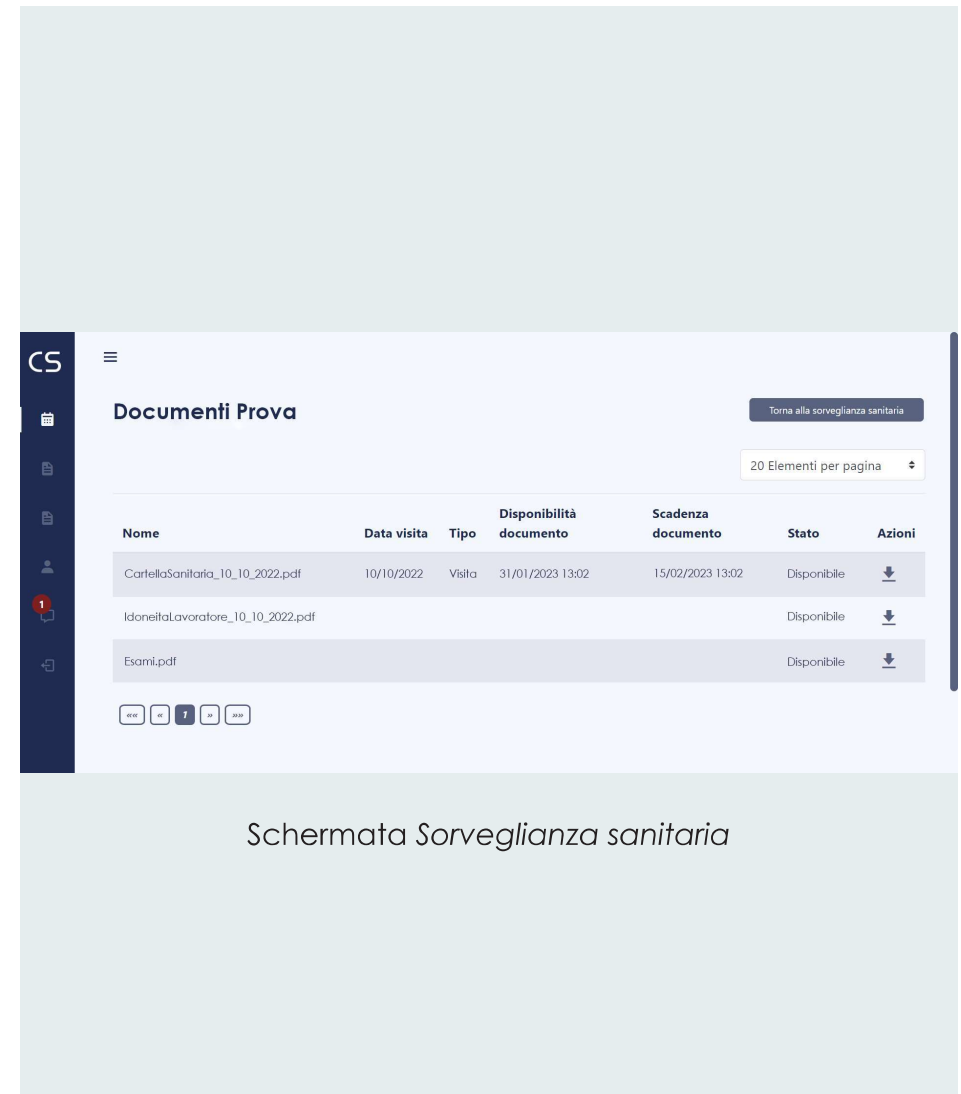 CS
Documenti Prova
Torna alla sorveglianza sanitaria
20 Elementi per pagina
Nome Data visita Tipo Disponibilità documento Scadenza documento Stato Azioni
CartellaSanitaria_10_10_2022.pdf 10/10/2022 Visita 31/01/2023 13:02 15/02/2023 13:02 Disponibile
1
IdoneitaLavoratore_10_10_2022.pdf Disponibile
Esami.pdf Disponibile
«« « 1 » »»
Schermata Sorveglianza sanitaria